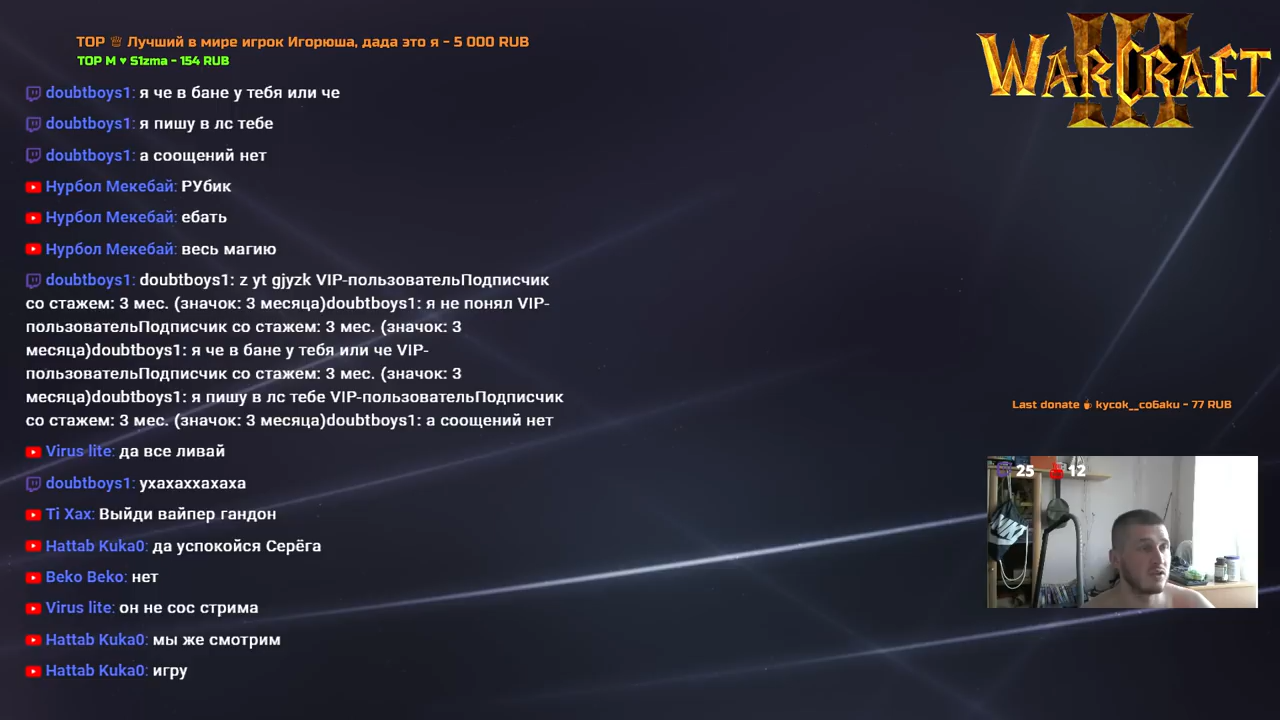 TOP ♕ Лучший в мире игрок Игорюша, дада это я - 5 000 RUB
TOP M ♥ S1zma - 154 RUB
WARCRAFT
III
doubtboys1: я че в бане у тебя или че
doubtboys1: я пишу в лс тебе
doubtboys1: а соощений нет
Нурбол Мекебай: РУбик
Нурбол Мекебай: ебать
Нурбол Мекебай: весь магию
doubtboys1: doubtboys1: z yt gjyzk VIP-пользовательПодписчик
со стажем: 3 мес. (значок: 3 месяца)doubtboys1: я не понял VIP-
пользовательПодписчик со стажем: 3 мес. (значок: 3
месяца)doubtboys1: я че в бане у тебя или че VIP-
пользовательПодписчик со стажем: 3 мес. (значок: 3
месяца)doubtboys1: я пишу в лс тебе VIP-пользовательПодписчик
со стажем: 3 мес. (значок: 3 месяца)doubtboys1: а соощений нет
Virus lite: да все ливай
doubtboys1: ухахаххахаха
Ti Xax: Выйди вайпер гандон
Hattab Kuka0: да успокойся Серёга
Beko Beko: нет
Virus lite: он не сос стрима
Hattab Kuka0: мы же смотрим
Hattab Kuka0: игру
Last donate kycok__co6aku - 77 RUB
25
12
NIKE